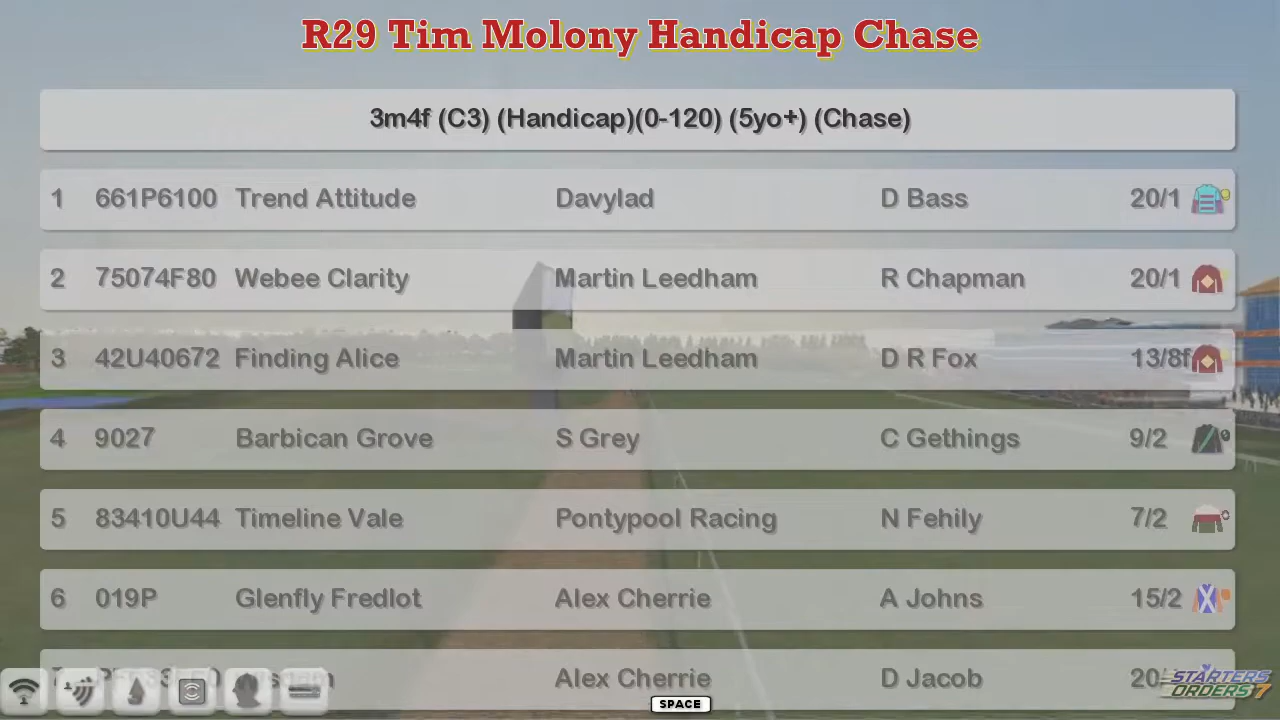 R29 Tim Molony Handicap Chase
3m4f (C3) (Handicap)(0-120) (5yo+) (Chase)
1 661P6100 Trend Attitude Davylad D Bass 20/1
2 75074F80 Webee Clarity Martin Leedham R Chapman 20/1
3 42U40672 Finding Alice Martin Leedham D R Fox 13/8f
4 9027 Barbican Grove S Grey C Gethings 9/2
5 83410U44 Timeline Vale Pontypool Racing N Fehily 7/2
6 019P Glenfly Fredlot Alex Cherrie A Johns 15/2
Alex Cherrie D Jacob
SPACE
STARTERS
ORDERS 7